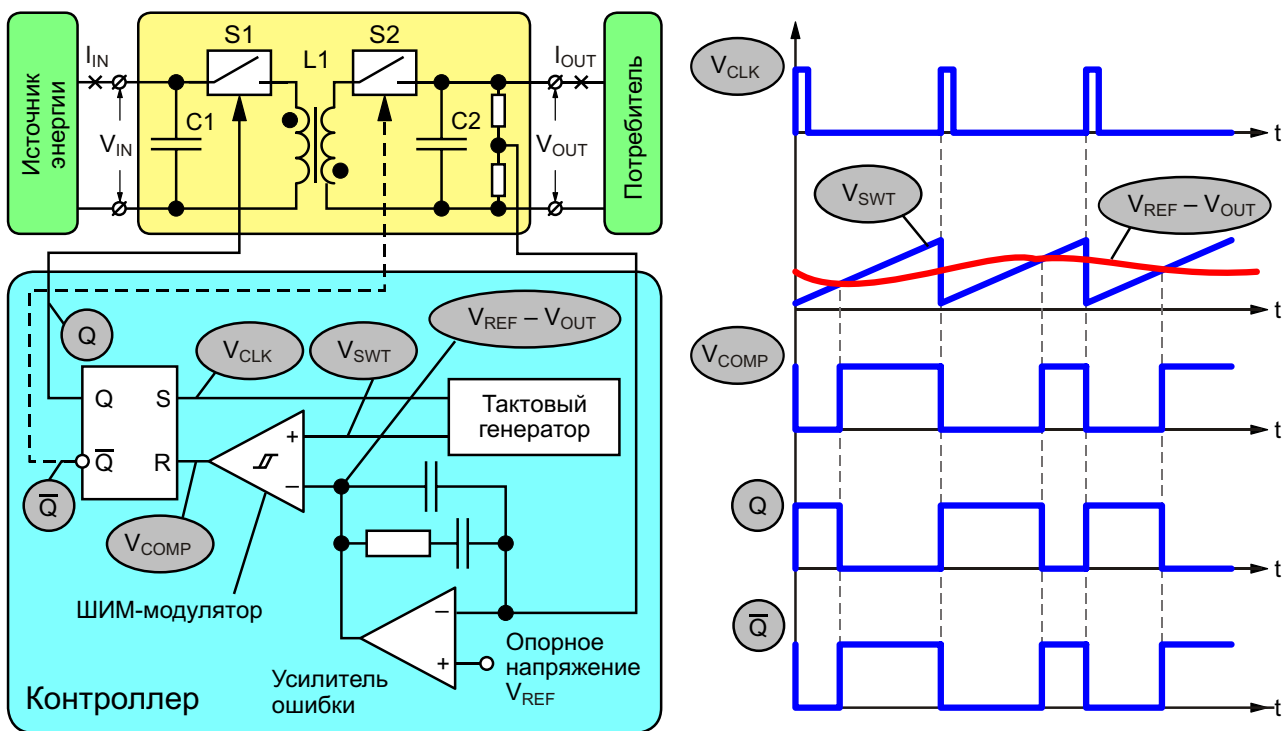 Источник
энергии
I_IN
V_IN
C1
S1
L1
S2
C2
I_OUT
V_OUT
Потребитель
Q
V_CLK
V_SWT
V_REF – V_OUT
Q
S
Q̅
R
Тактовый
генератор
+
–
Q̅
V_COMP
ШИМ-модулятор
–
+
Усилитель
ошибки
Опорное
напряжение
V_REF
Контроллер
V_CLK
t
V_SWT
V_REF – V_OUT
t
V_COMP
t
Q
t
Q̅
t